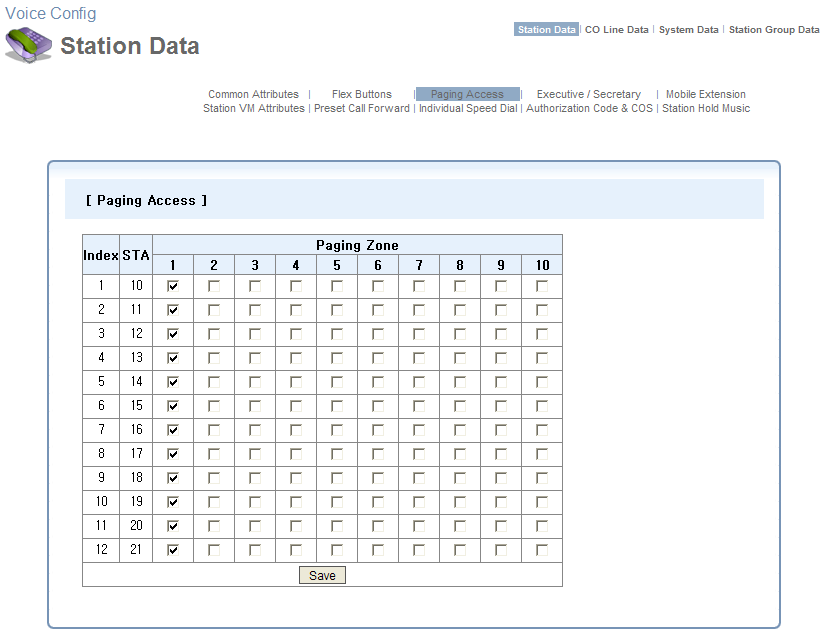 Voice Config
Station Data
Station Data | CO Line Data | System Data | Station Group Data
Common Attributes | Flex Buttons | Paging Access | Executive / Secretary | Mobile Extension
Station VM Attributes | Preset Call Forward | Individual Speed Dial | Authorization Code & COS | Station Hold Music
[ Paging Access ]
Index STA Paging Zone
1 2 3 4 5 6 7 8 9 10
1 10
2 11
3 12
4 13
5 14
6 15
7 16
8 17
9 18
10 19
11 20
12 21
Save